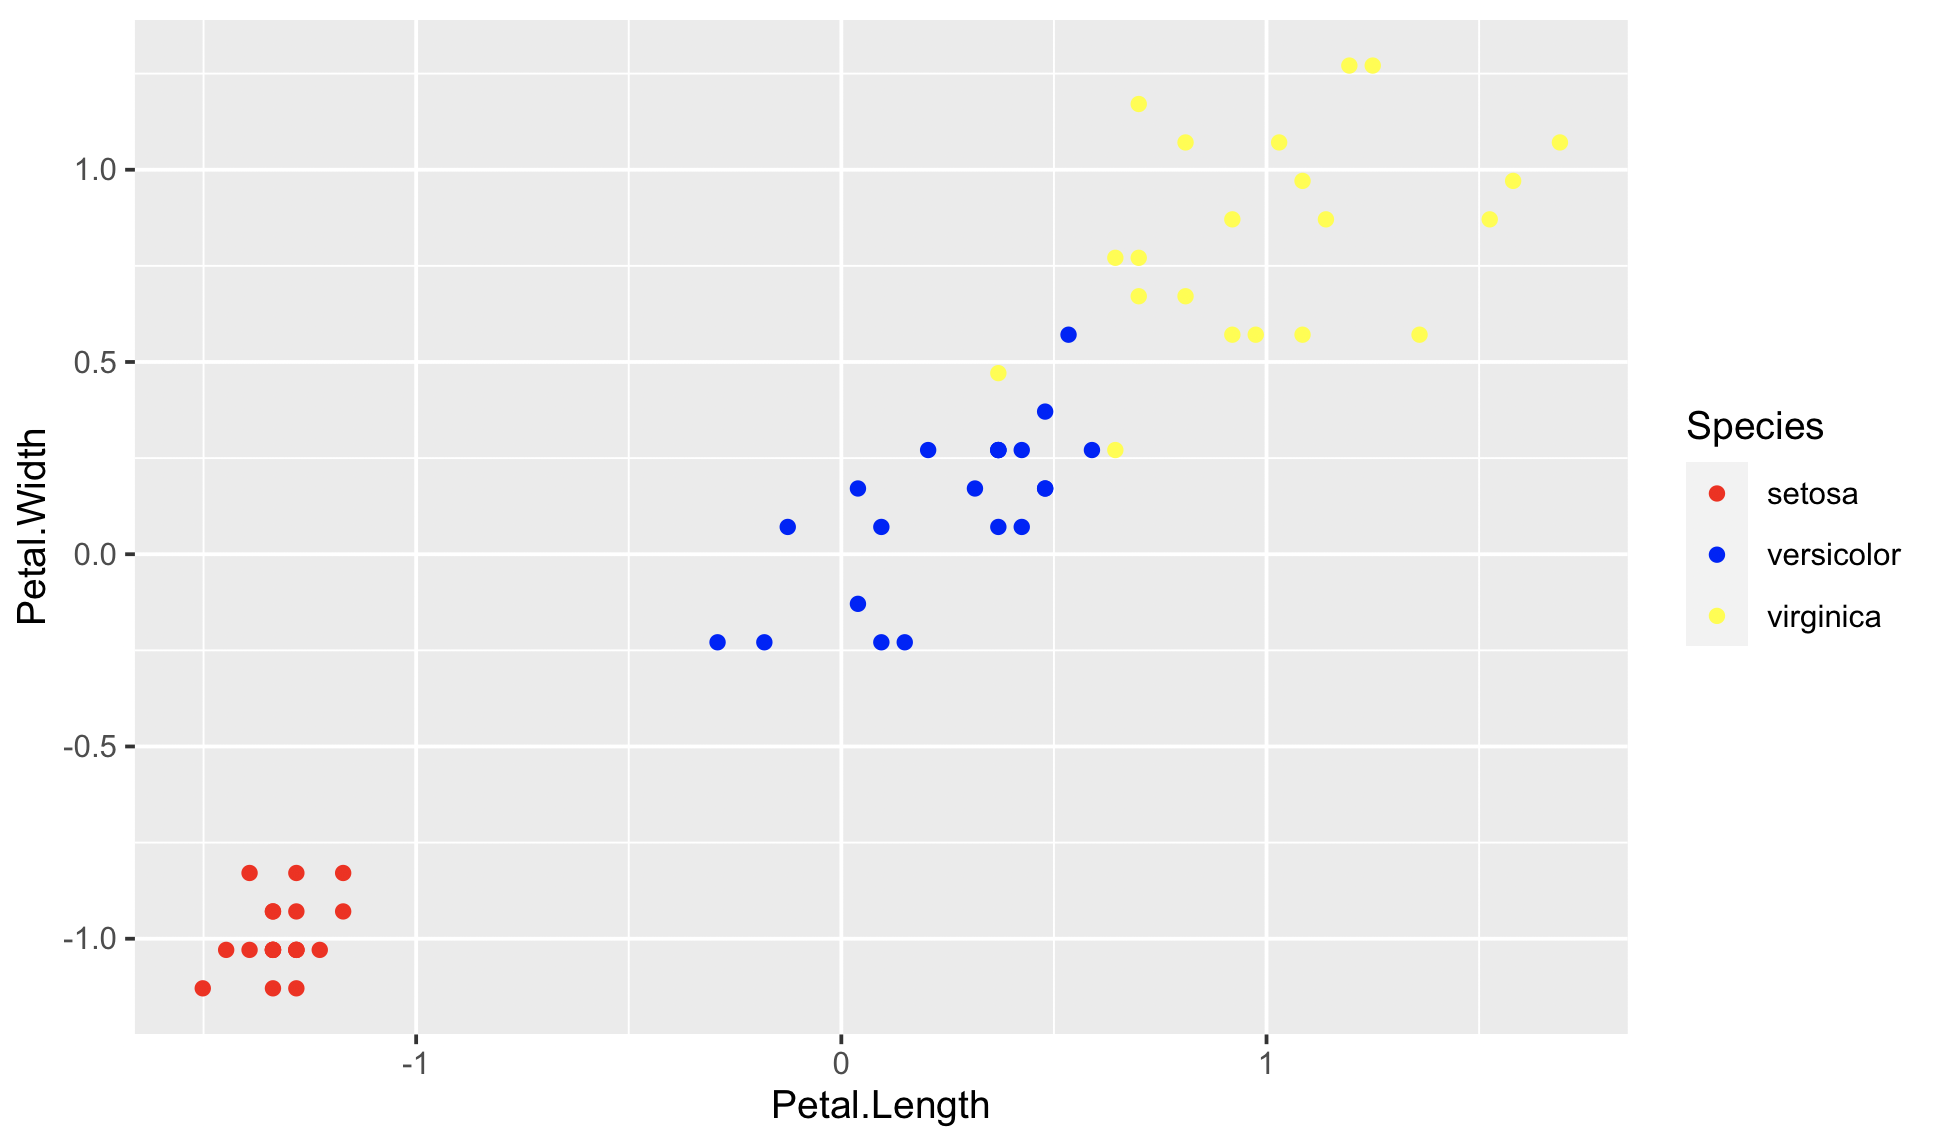 1.0
0.5
0.0
-0.5
-1.0
Petal.Width
-1
0
1
Petal.Length
Species
setosa
versicolor
virginica